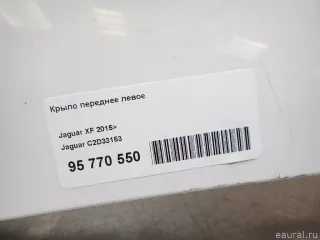 Крыло переднее левое
Jaguar XF 2015>
Jaguar C2D33153
95 770 550
eaural.ru